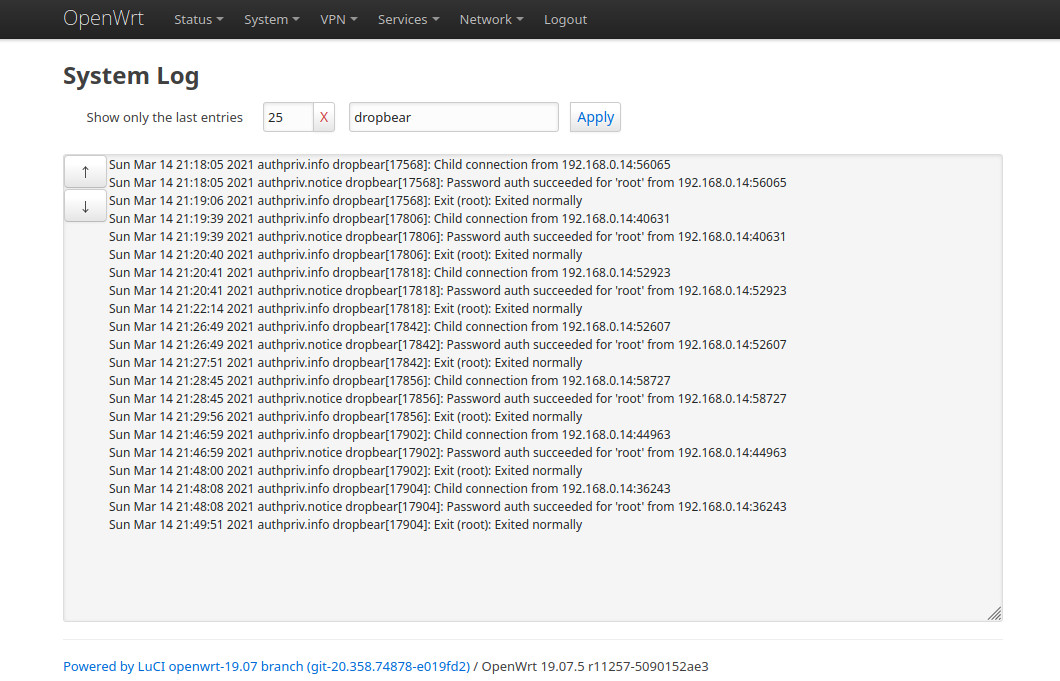 OpenWrt Status System VPN Services Network Logout
System Log
Show only the last entries 25 X dropbear Apply
↑ Sun Mar 14 21:18:05 2021 authpriv.info dropbear[17568]: Child connection from 192.168.0.14:56065
Sun Mar 14 21:18:05 2021 authpriv.notice dropbear[17568]: Password auth succeeded for 'root' from 192.168.0.14:56065
↓ Sun Mar 14 21:19:06 2021 authpriv.info dropbear[17568]: Exit (root): Exited normally
Sun Mar 14 21:19:39 2021 authpriv.info dropbear[17806]: Child connection from 192.168.0.14:40631
Sun Mar 14 21:19:39 2021 authpriv.notice dropbear[17806]: Password auth succeeded for 'root' from 192.168.0.14:40631
Sun Mar 14 21:20:40 2021 authpriv.info dropbear[17806]: Exit (root): Exited normally
Sun Mar 14 21:20:41 2021 authpriv.info dropbear[17818]: Child connection from 192.168.0.14:52923
Sun Mar 14 21:20:41 2021 authpriv.notice dropbear[17818]: Password auth succeeded for 'root' from 192.168.0.14:52923
Sun Mar 14 21:22:14 2021 authpriv.info dropbear[17818]: Exit (root): Exited normally
Sun Mar 14 21:26:49 2021 authpriv.info dropbear[17842]: Child connection from 192.168.0.14:52607
Sun Mar 14 21:26:49 2021 authpriv.notice dropbear[17842]: Password auth succeeded for 'root' from 192.168.0.14:52607
Sun Mar 14 21:27:51 2021 authpriv.info dropbear[17842]: Exit (root): Exited normally
Sun Mar 14 21:28:45 2021 authpriv.info dropbear[17856]: Child connection from 192.168.0.14:58727
Sun Mar 14 21:28:45 2021 authpriv.notice dropbear[17856]: Password auth succeeded for 'root' from 192.168.0.14:58727
Sun Mar 14 21:29:56 2021 authpriv.info dropbear[17856]: Exit (root): Exited normally
Sun Mar 14 21:46:59 2021 authpriv.info dropbear[17902]: Child connection from 192.168.0.14:44963
Sun Mar 14 21:46:59 2021 authpriv.notice dropbear[17902]: Password auth succeeded for 'root' from 192.168.0.14:44963
Sun Mar 14 21:48:00 2021 authpriv.info dropbear[17902]: Exit (root): Exited normally
Sun Mar 14 21:48:08 2021 authpriv.info dropbear[17904]: Child connection from 192.168.0.14:36243
Sun Mar 14 21:48:08 2021 authpriv.notice dropbear[17904]: Password auth succeeded for 'root' from 192.168.0.14:36243
Sun Mar 14 21:49:51 2021 authpriv.info dropbear[17904]: Exit (root): Exited normally
Powered by LuCI openwrt-19.07 branch (git-20.358.74878-e019fd2) / OpenWrt 19.07.5 r11257-5090152ae3